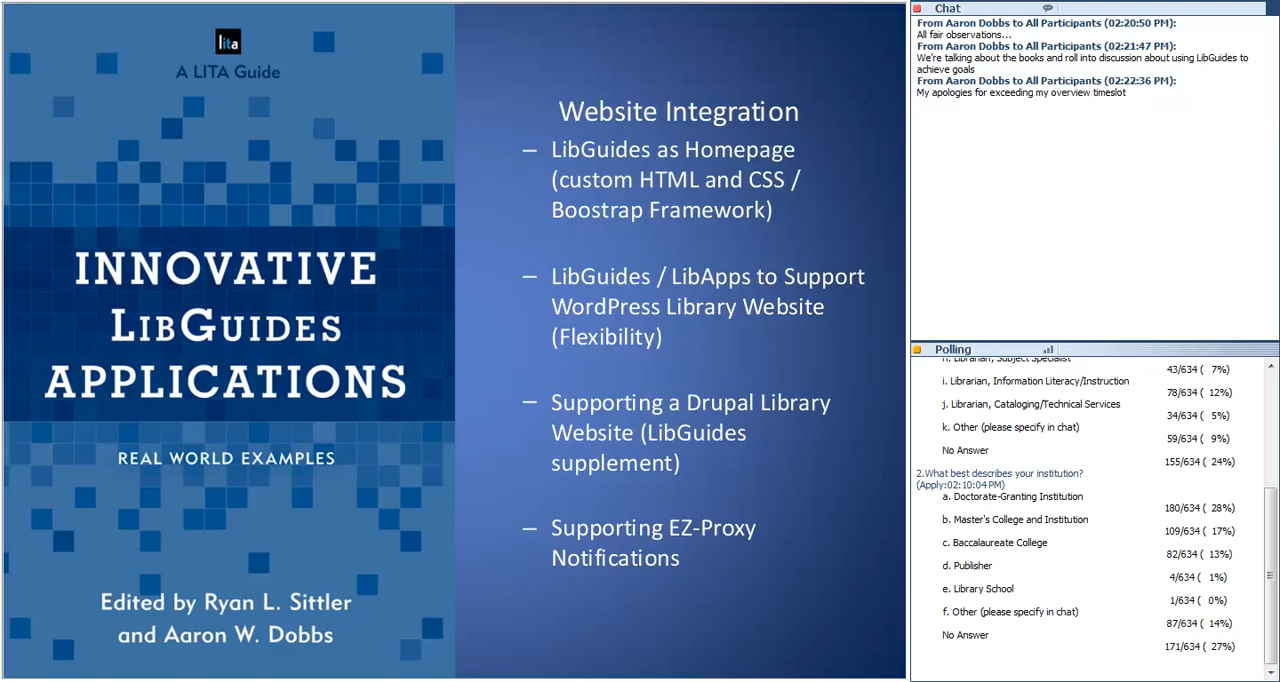 lita
A LITA Guide
INNOVATIVE
LIBGUIDES
APPLICATIONS
REAL WORLD EXAMPLES
Edited by Ryan L. Sittler
and Aaron W. Dobbs
Website Integration
– LibGuides as Homepage
(custom HTML and CSS /
Boostrap Framework)
– LibGuides / LibApps to Support
WordPress Library Website
(Flexibility)
– Supporting a Drupal Library
Website (LibGuides
supplement)
– Supporting EZ-Proxy
Notifications
Chat
From Aaron Dobbs to All Participants (02:20:50 PM):
All fair observations...
From Aaron Dobbs to All Participants (02:21:47 PM):
We're talking about the books and roll into discussion about using LibGuides to
achieve goals
From Aaron Dobbs to All Participants (02:22:36 PM):
My apologies for exceeding my overview timeslot
Polling
h. Librarian, Subject Specialist
43/634 ( 7%)
i. Librarian, Information Literacy/Instruction
78/634 ( 12%)
j. Librarian, Cataloging/Technical Services
34/634 ( 5%)
k. Other (please specify in chat)
59/634 ( 9%)
No Answer
155/634 ( 24%)
2.What best describes your institution?
(Apply:02:10:04 PM)
a. Doctorate-Granting Institution
180/634 ( 28%)
b. Master's College and Institution
109/634 ( 17%)
c. Baccalaureate College
82/634 ( 13%)
d. Publisher
4/634 ( 1%)
e. Library School
1/634 ( 0%)
f. Other (please specify in chat)
87/634 ( 14%)
No Answer
171/634 ( 27%)